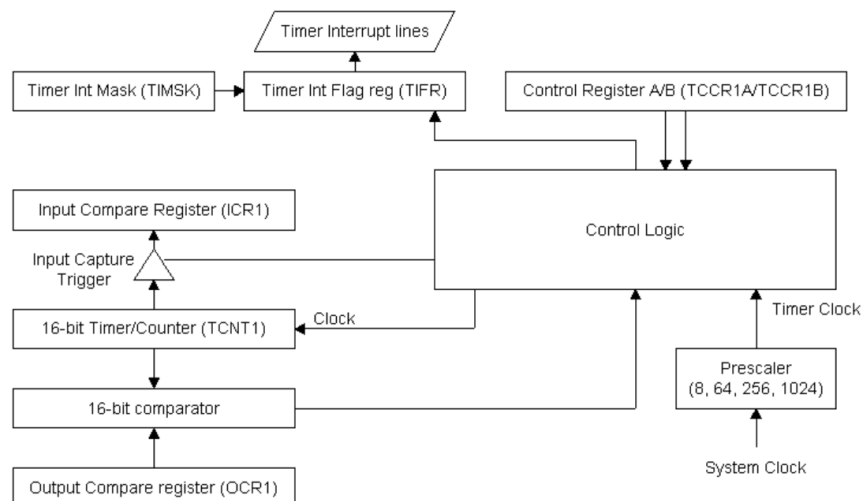 Timer Interrupt lines
Timer Int Mask (TIMSK)
Timer Int Flag reg (TIFR)
Control Register A/B (TCCR1A/TCCR1B)
Input Compare Register (ICR1)
Control Logic
Input Capture
Trigger
Clock
Timer Clock
16-bit Timer/Counter (TCNT1)
Prescaler
(8, 64, 256, 1024)
16-bit comparator
System Clock
Output Compare register (OCR1)